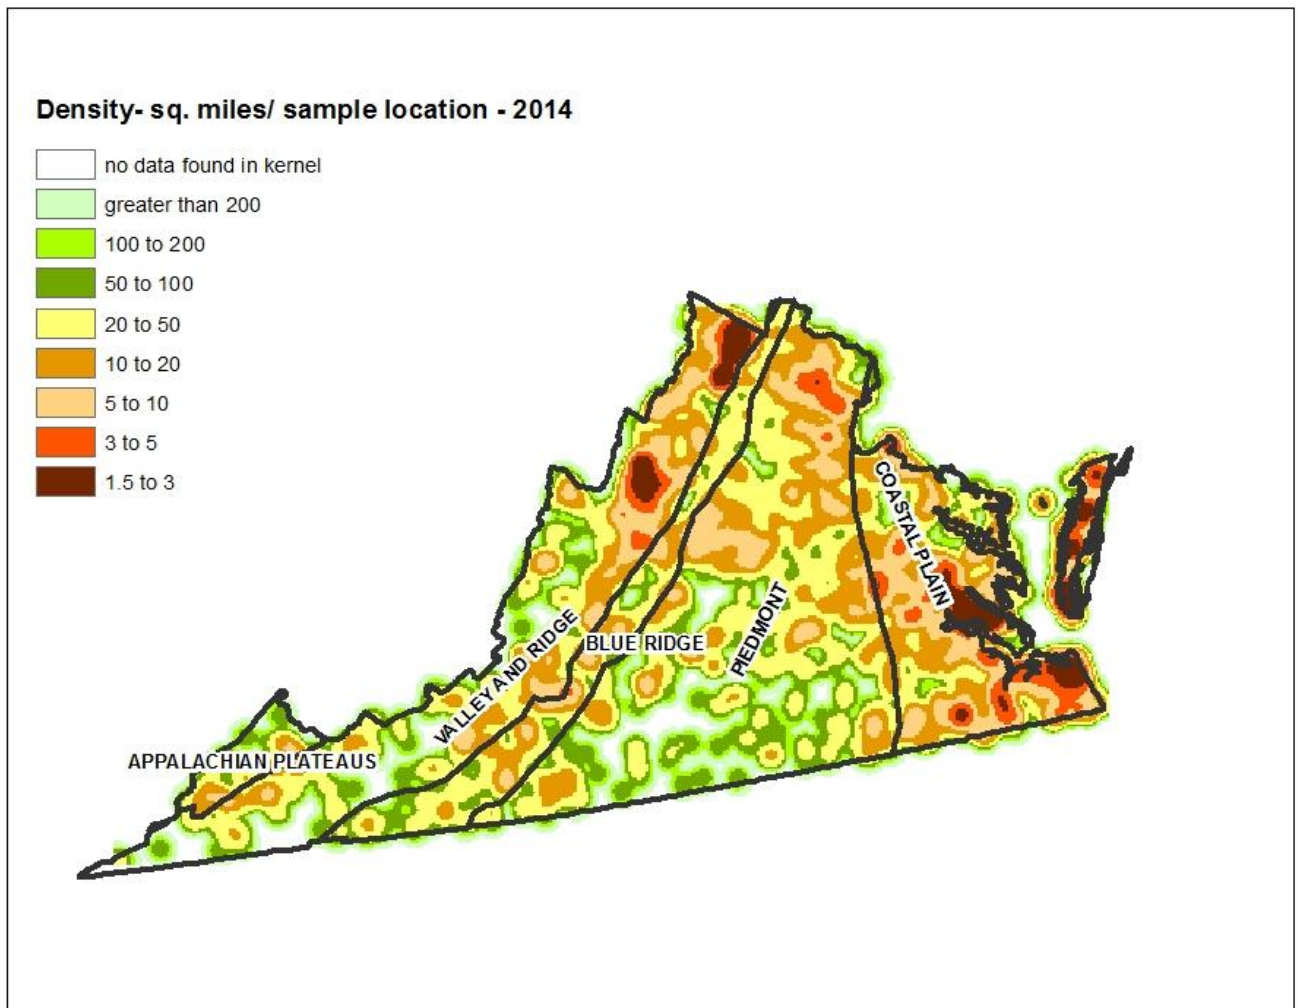 Density- sq. miles/ sample location - 2014
no data found in kernel
greater than 200
100 to 200
50 to 100
20 to 50
10 to 20
5 to 10
3 to 5
1.5 to 3
COASTAL PLAIN
PIEDMONT
BLUE RIDGE
VALLEY AND RIDGE
APPALACHIAN PLATEAUS